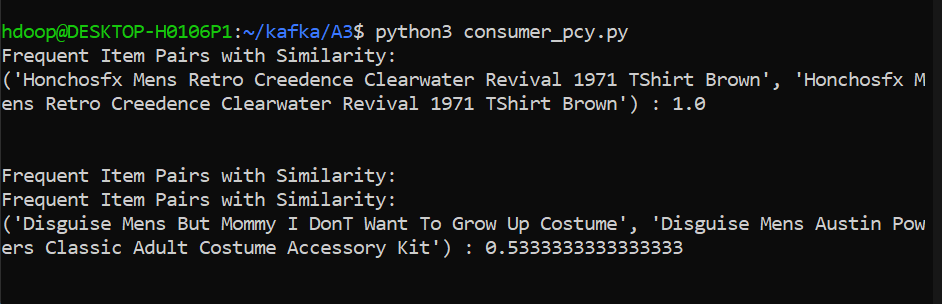 hdoop@DESKTOP-H0106P1:~/kafka/A3$ python3 consumer_pcy.py
Frequent Item Pairs with Similarity:
('Honchosfx Mens Retro Creedence Clearwater Revival 1971 TShirt Brown', 'Honchosfx M
ens Retro Creedence Clearwater Revival 1971 TShirt Brown') : 1.0
Frequent Item Pairs with Similarity:
Frequent Item Pairs with Similarity:
('Disguise Mens But Mommy I DonT Want To Grow Up Costume', 'Disguise Mens Austin Pow
ers Classic Adult Costume Accessory Kit') : 0.5333333333333333